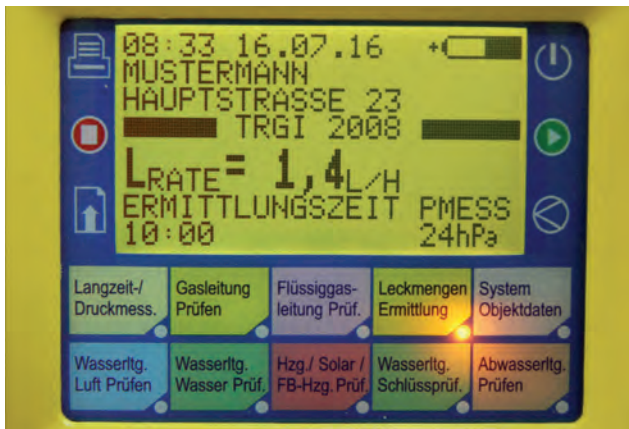 08:33 16.07.16
MUSTERMANN
HAUPTSTRASSE 23
TRGI 2008
LRATE= 1,4L/H
ERMITTLUNGSZEIT PMESS
10:00 24hPa
Langzeit-/
Druckmess.
Gasleitung
Prüfen
Flüssiggas-
leitung Prüf.
Leckmengen
Ermittlung
System
Objektdaten
Wasserltg.
Luft Prüfen
Wasserltg.
Wasser Prüf.
Hzg./ Solar /
FB-Hzg. Prüf.
Wasserltg.
Schlüssprüf.
Abwasserltg.
Prüfen